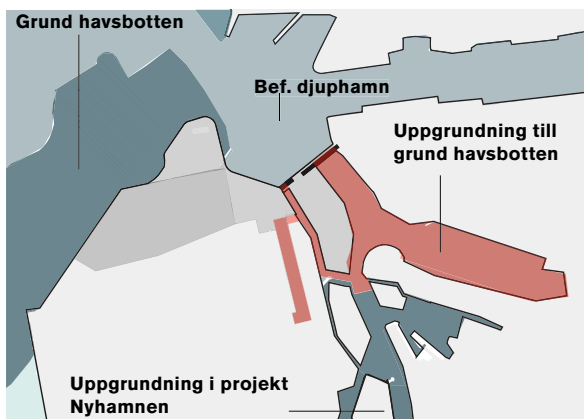 Grund havsbotten
Bef. djuphamn
Uppgrundning till
grund havsbotten
Uppgrundning i projekt
Nyhamnen